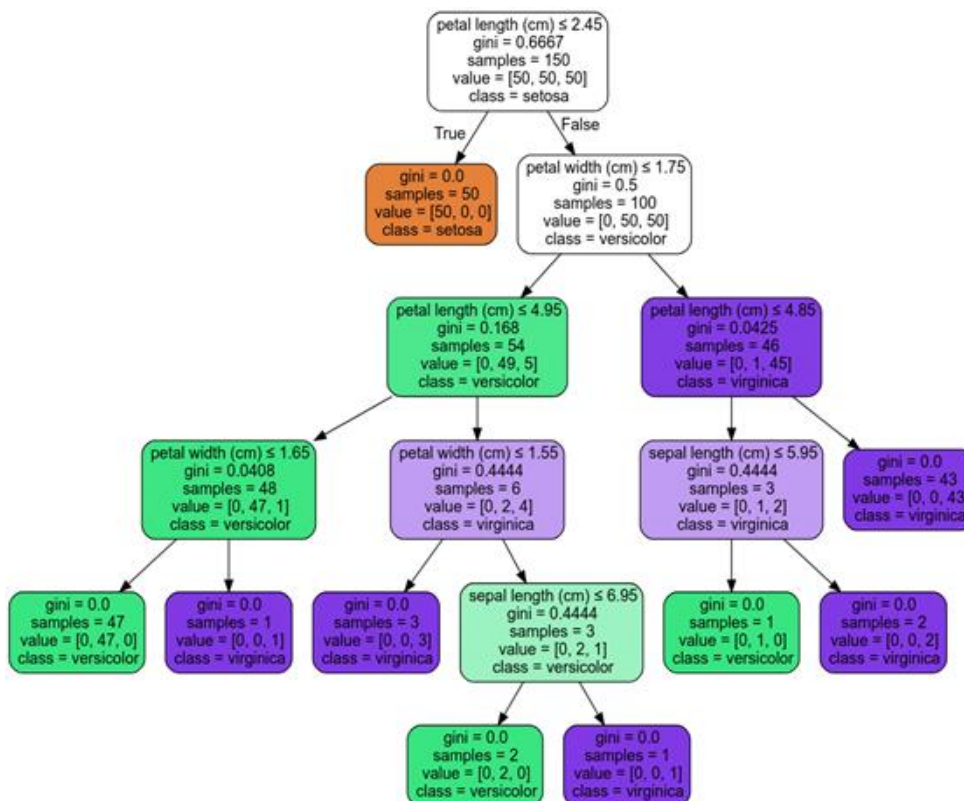 petal length (cm) ≤ 2.45
gini = 0.6667
samples = 150
value = [50, 50, 50]
class = setosa
True
False
gini = 0.0
samples = 50
value = [50, 0, 0]
class = setosa
petal width (cm) ≤ 1.75
gini = 0.5
samples = 100
value = [0, 50, 50]
class = versicolor
petal length (cm) ≤ 4.95
gini = 0.168
samples = 54
value = [0, 49, 5]
class = versicolor
petal length (cm) ≤ 4.85
gini = 0.0425
samples = 46
value = [0, 1, 45]
class = virginica
petal width (cm) ≤ 1.65
gini = 0.0408
samples = 48
value = [0, 47, 1]
class = versicolor
petal width (cm) ≤ 1.55
gini = 0.4444
samples = 6
value = [0, 2, 4]
class = virginica
sepal length (cm) ≤ 5.95
gini = 0.4444
samples = 3
value = [0, 1, 2]
class = virginica
gini = 0.0
samples = 43
value = [0, 0, 43]
class = virginica
gini = 0.0
samples = 47
value = [0, 47, 0]
class = versicolor
gini = 0.0
samples = 1
value = [0, 0, 1]
class = virginica
gini = 0.0
samples = 3
value = [0, 0, 3]
class = virginica
sepal length (cm) ≤ 6.95
gini = 0.4444
samples = 3
value = [0, 2, 1]
class = versicolor
gini = 0.0
samples = 1
value = [0, 1, 0]
class = versicolor
gini = 0.0
samples = 2
value = [0, 0, 2]
class = virginica
gini = 0.0
samples = 2
value = [0, 2, 0]
class = versicolor
gini = 0.0
samples = 1
value = [0, 0, 1]
class = virginica